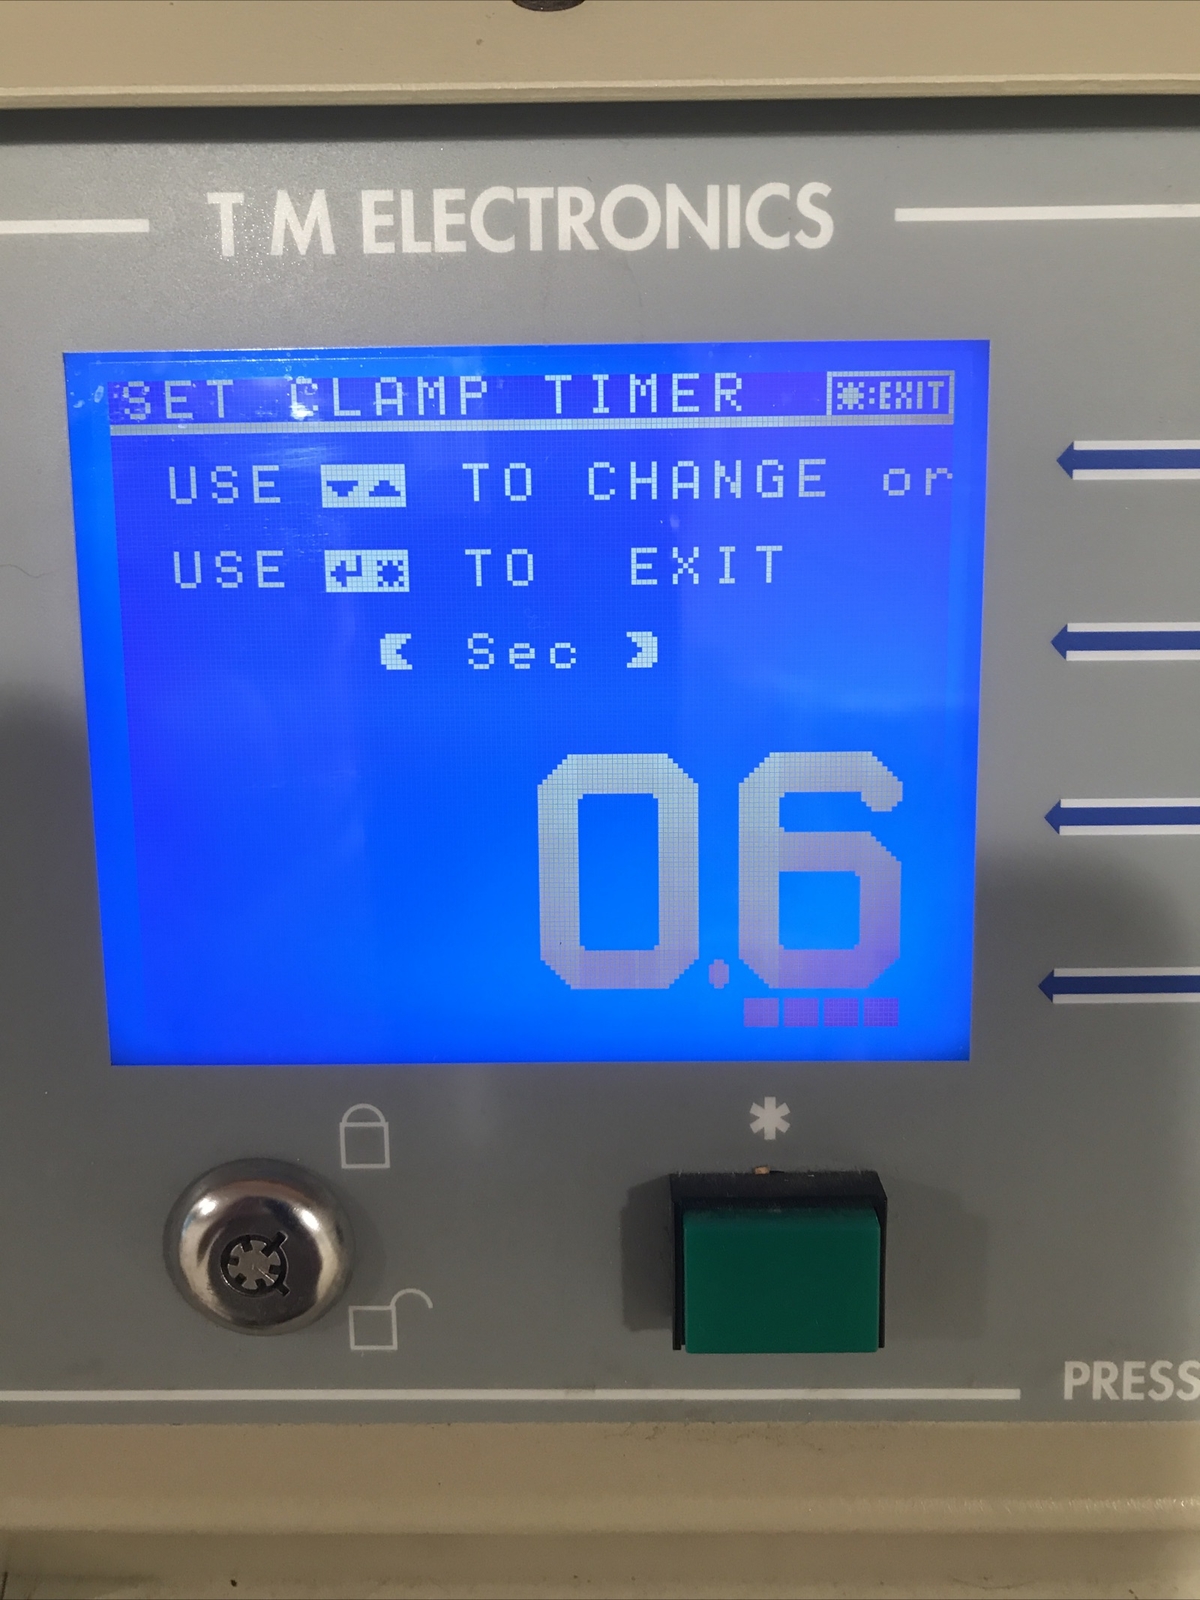 T M ELECTRONICS
SET CLAMP TIMER ✱:EXIT
USE ▼▲ TO CHANGE or
USE ↵✱ TO EXIT
( Sec )
0.6
*
PRESS